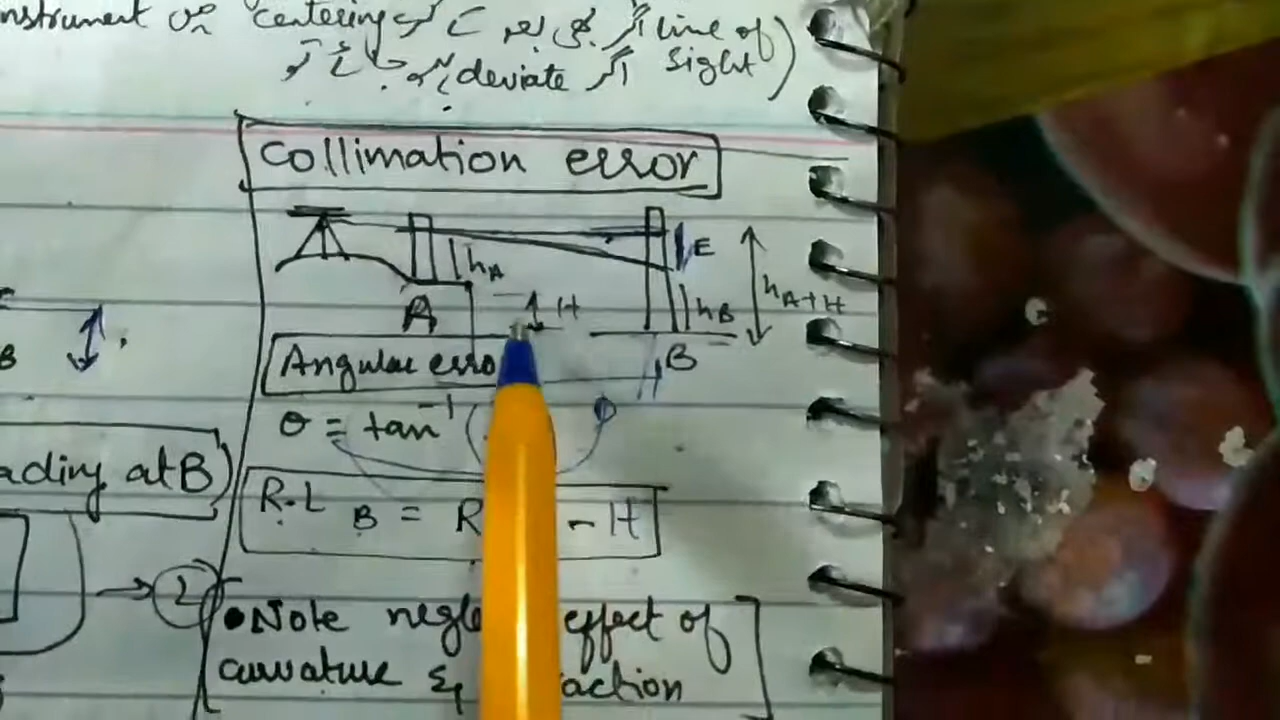 instrument میں "centering کے بعد بھی اگر line of
Sight اگر deviate ہو جائے تو)
Collimation error
E
hA
H
hB
hA+H
A
B
B
Angular erro
θ = tan⁻¹ (
ading at B)
R.L B = R - H
2
• Note negle effect of
curvature & action